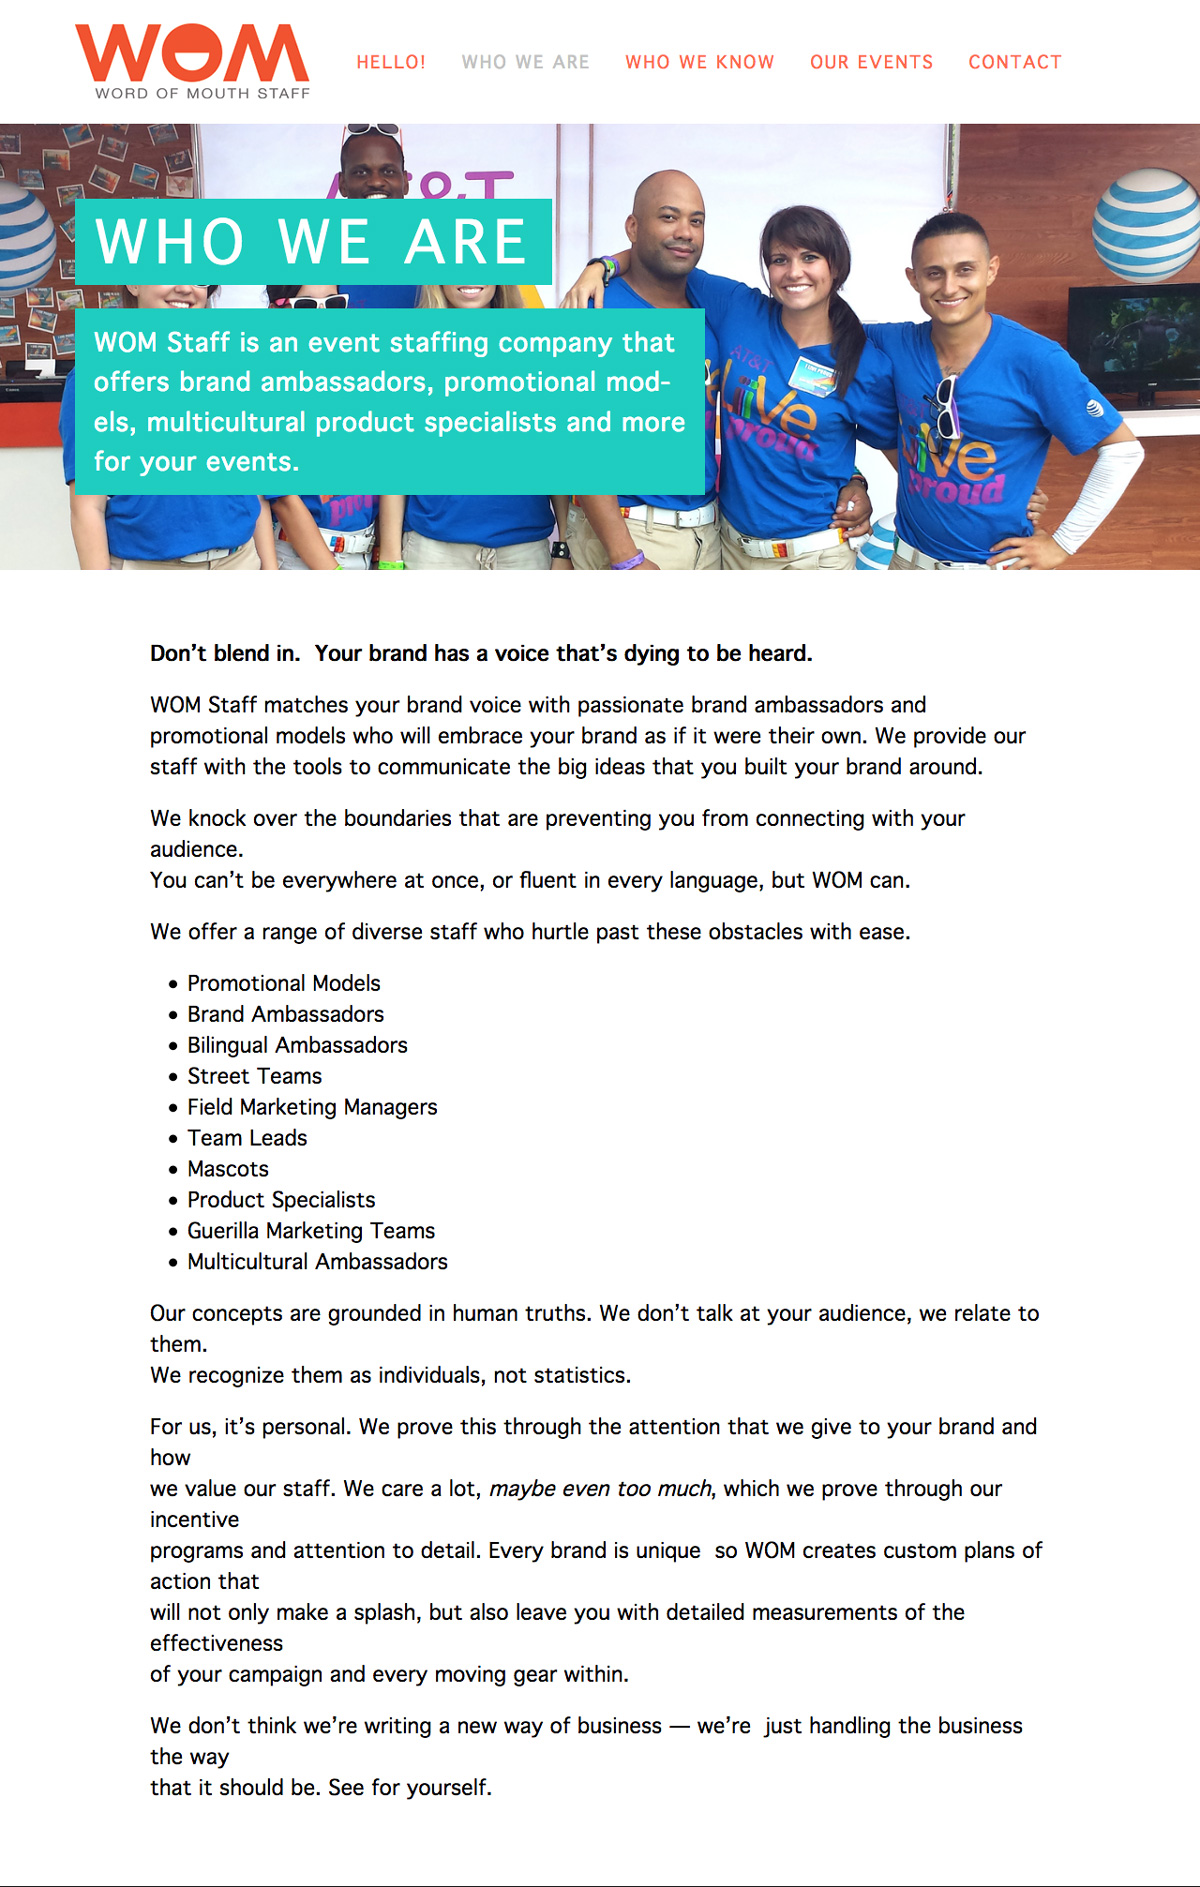 WOM
WORD OF MOUTH STAFF
HELLO! WHO WE ARE WHO WE KNOW OUR EVENTS CONTACT
AT&T
WHO WE ARE
WOM Staff is an event staffing company that
offers brand ambassadors, promotional mod-
els, multicultural product specialists and more
for your events.
AT&T
Live
proud
Live
proud
Don’t blend in.  Your brand has a voice that’s dying to be heard.
WOM Staff matches your brand voice with passionate brand ambassadors and
promotional models who will embrace your brand as if it were their own. We provide our
staff with the tools to communicate the big ideas that you built your brand around.
We knock over the boundaries that are preventing you from connecting with your
audience.
You can’t be everywhere at once, or fluent in every language, but WOM can.
We offer a range of diverse staff who hurtle past these obstacles with ease.
• Promotional Models
• Brand Ambassadors
• Bilingual Ambassadors
• Street Teams
• Field Marketing Managers
• Team Leads
• Mascots
• Product Specialists
• Guerilla Marketing Teams
• Multicultural Ambassadors
Our concepts are grounded in human truths. We don’t talk at your audience, we relate to
them.
We recognize them as individuals, not statistics.
For us, it’s personal. We prove this through the attention that we give to your brand and
how
we value our staff. We care a lot, maybe even too much, which we prove through our
incentive
programs and attention to detail. Every brand is unique  so WOM creates custom plans of
action that
will not only make a splash, but also leave you with detailed measurements of the
effectiveness
of your campaign and every moving gear within.
We don’t think we’re writing a new way of business — we’re  just handling the business
the way
that it should be. See for yourself.